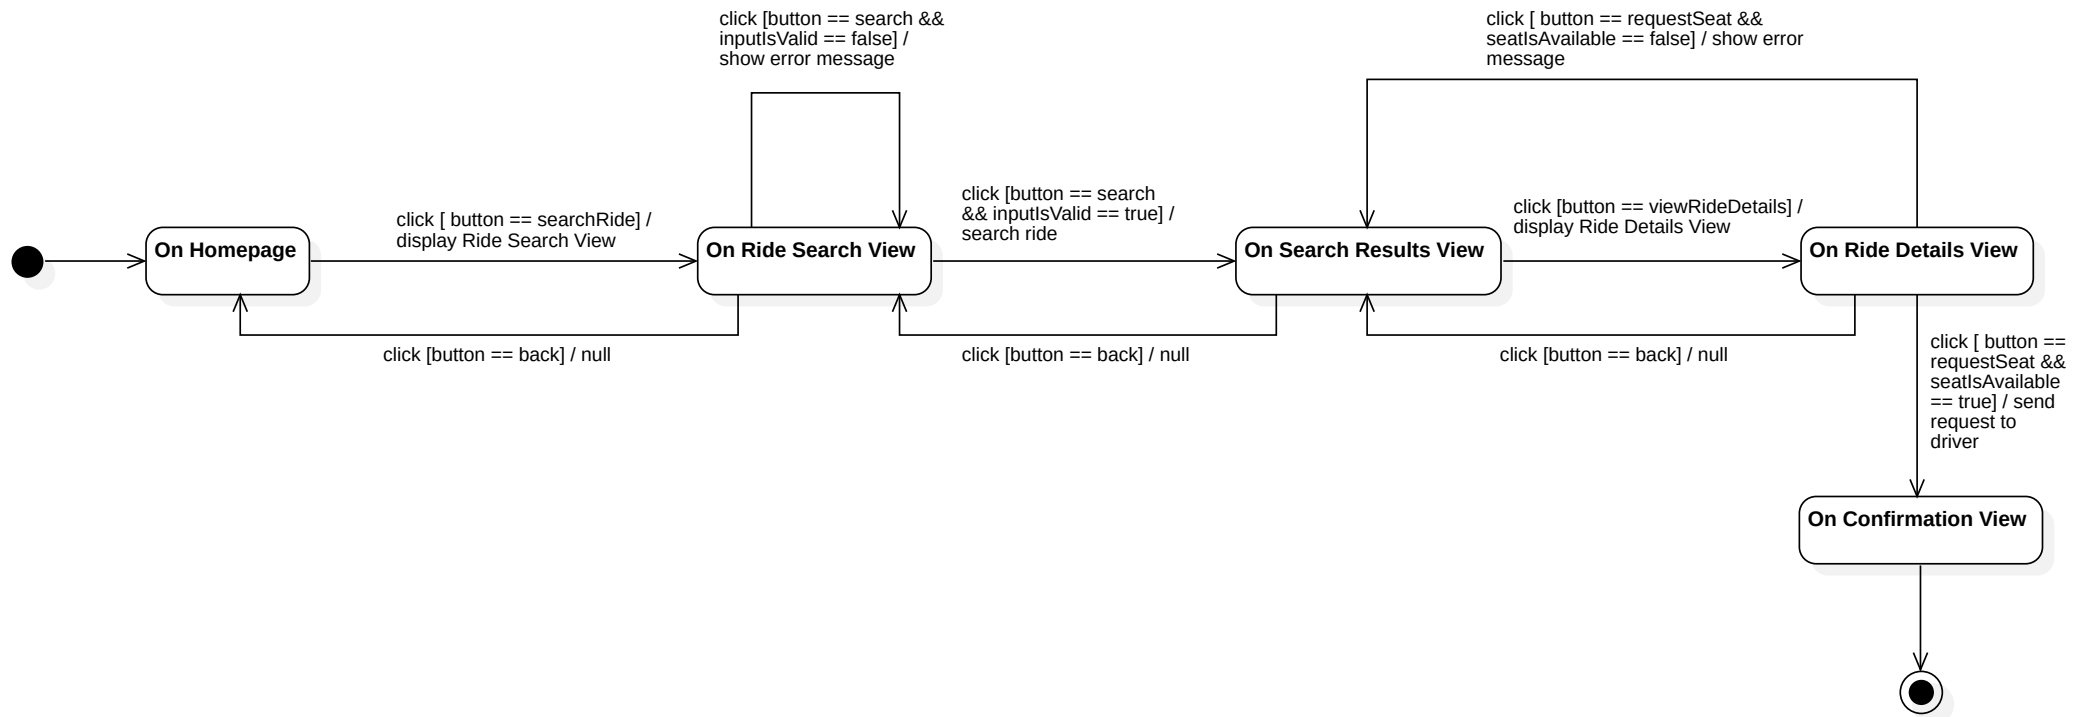 click [button == search &&
inputIsValid == false] /
show error message
click [ button == requestSeat &&
seatIsAvailable == false] / show error
message
click [ button == searchRide] /
display Ride Search View
click [button == search
&& inputIsValid == true] /
search ride
click [button == viewRideDetails] /
display Ride Details View
On Homepage
On Ride Search View
On Search Results View
On Ride Details View
click [button == back] / null
click [button == back] / null
click [button == back] / null
click [ button ==
requestSeat &&
seatIsAvailable
== true] / send
request to
driver
On Confirmation View